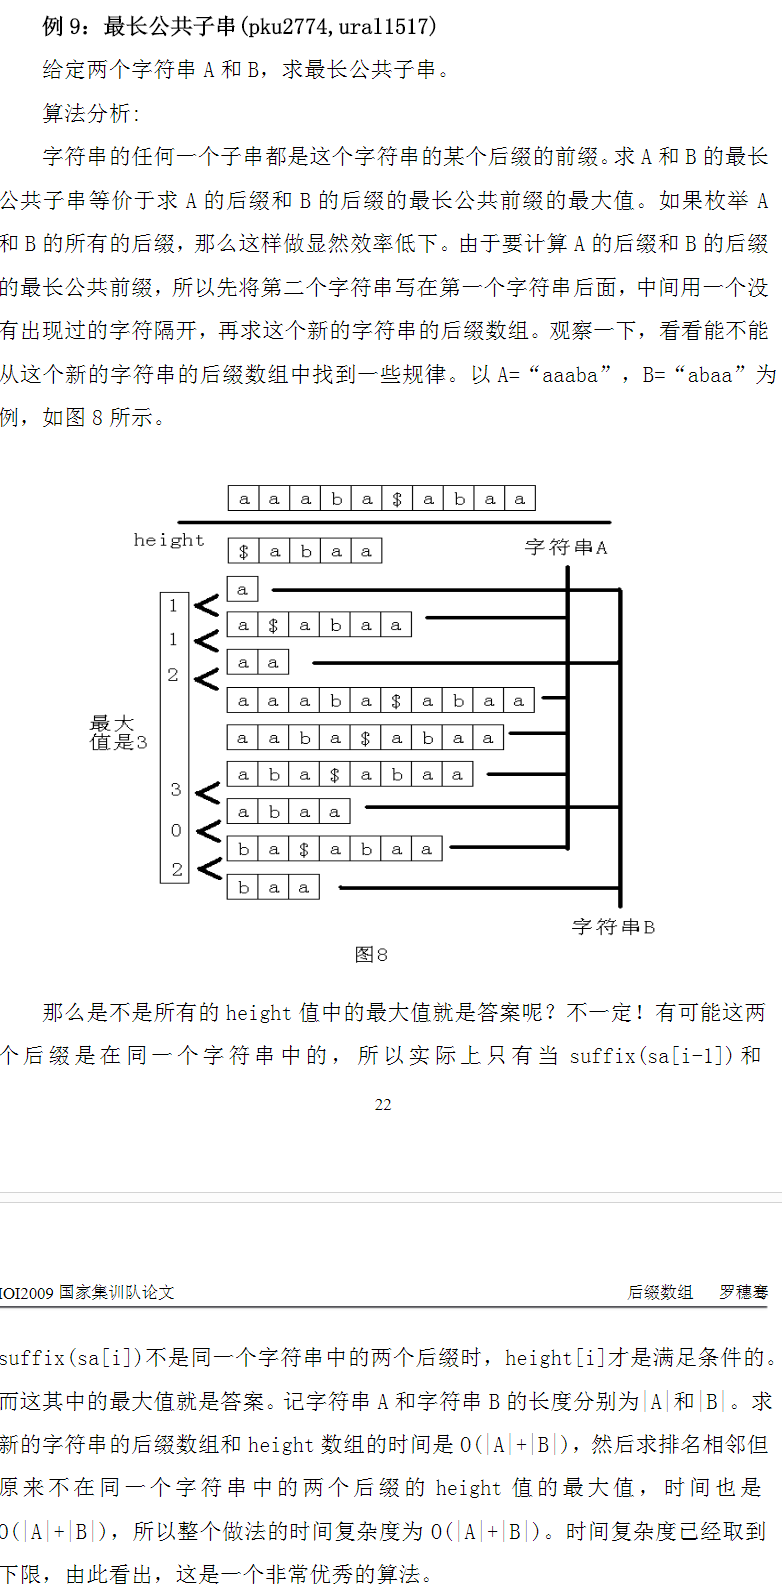 例 9：最长公共子串(pku2774,ural1517)
给定两个字符串 A 和 B，求最长公共子串。
算法分析:
字符串的任何一个子串都是这个字符串的某个后缀的前缀。求 A 和 B 的最长
公共子串等价于求 A 的后缀和 B 的后缀的最长公共前缀的最大值。如果枚举 A
和 B 的所有的后缀，那么这样做显然效率低下。由于要计算 A 的后缀和 B 的后缀
的最长公共前缀，所以先将第二个字符串写在第一个字符串后面，中间用一个没
有出现过的字符隔开，再求这个新的字符串的后缀数组。观察一下，看看能不能
从这个新的字符串的后缀数组中找到一些规律。以 A=“aaaba”，B=“abaa”为
例，如图 8 所示。
a a a b a $ a b a a
height
$ a b a a
字符串A
a
1
a $ a b a a
1
a a
2
a a a b a $ a b a a
最大
值是3
a a b a $ a b a a
a b a $ a b a a
3
a b a a
0
b a $ a b a a
2
b a a
字符串B
图8
那么是不是所有的 height 值中的最大值就是答案呢？不一定！有可能这两
个后缀是在同一个字符串中的，所以实际上只有当 suffix(sa[i-1])和
22
IOI2009 国家集训队论文 后缀数组 罗穗骞
suffix(sa[i])不是同一个字符串中的两个后缀时，height[i]才是满足条件的。
而这其中的最大值就是答案。记字符串 A 和字符串 B 的长度分别为|A|和|B|。求
新的字符串的后缀数组和 height 数组的时间是 O(|A|+|B|)，然后求排名相邻但
原来不在同一个字符串中的两个后缀的 height 值的最大值，时间也是
O(|A|+|B|)，所以整个做法的时间复杂度为 O(|A|+|B|)。时间复杂度已经取到
下限，由此看出，这是一个非常优秀的算法。